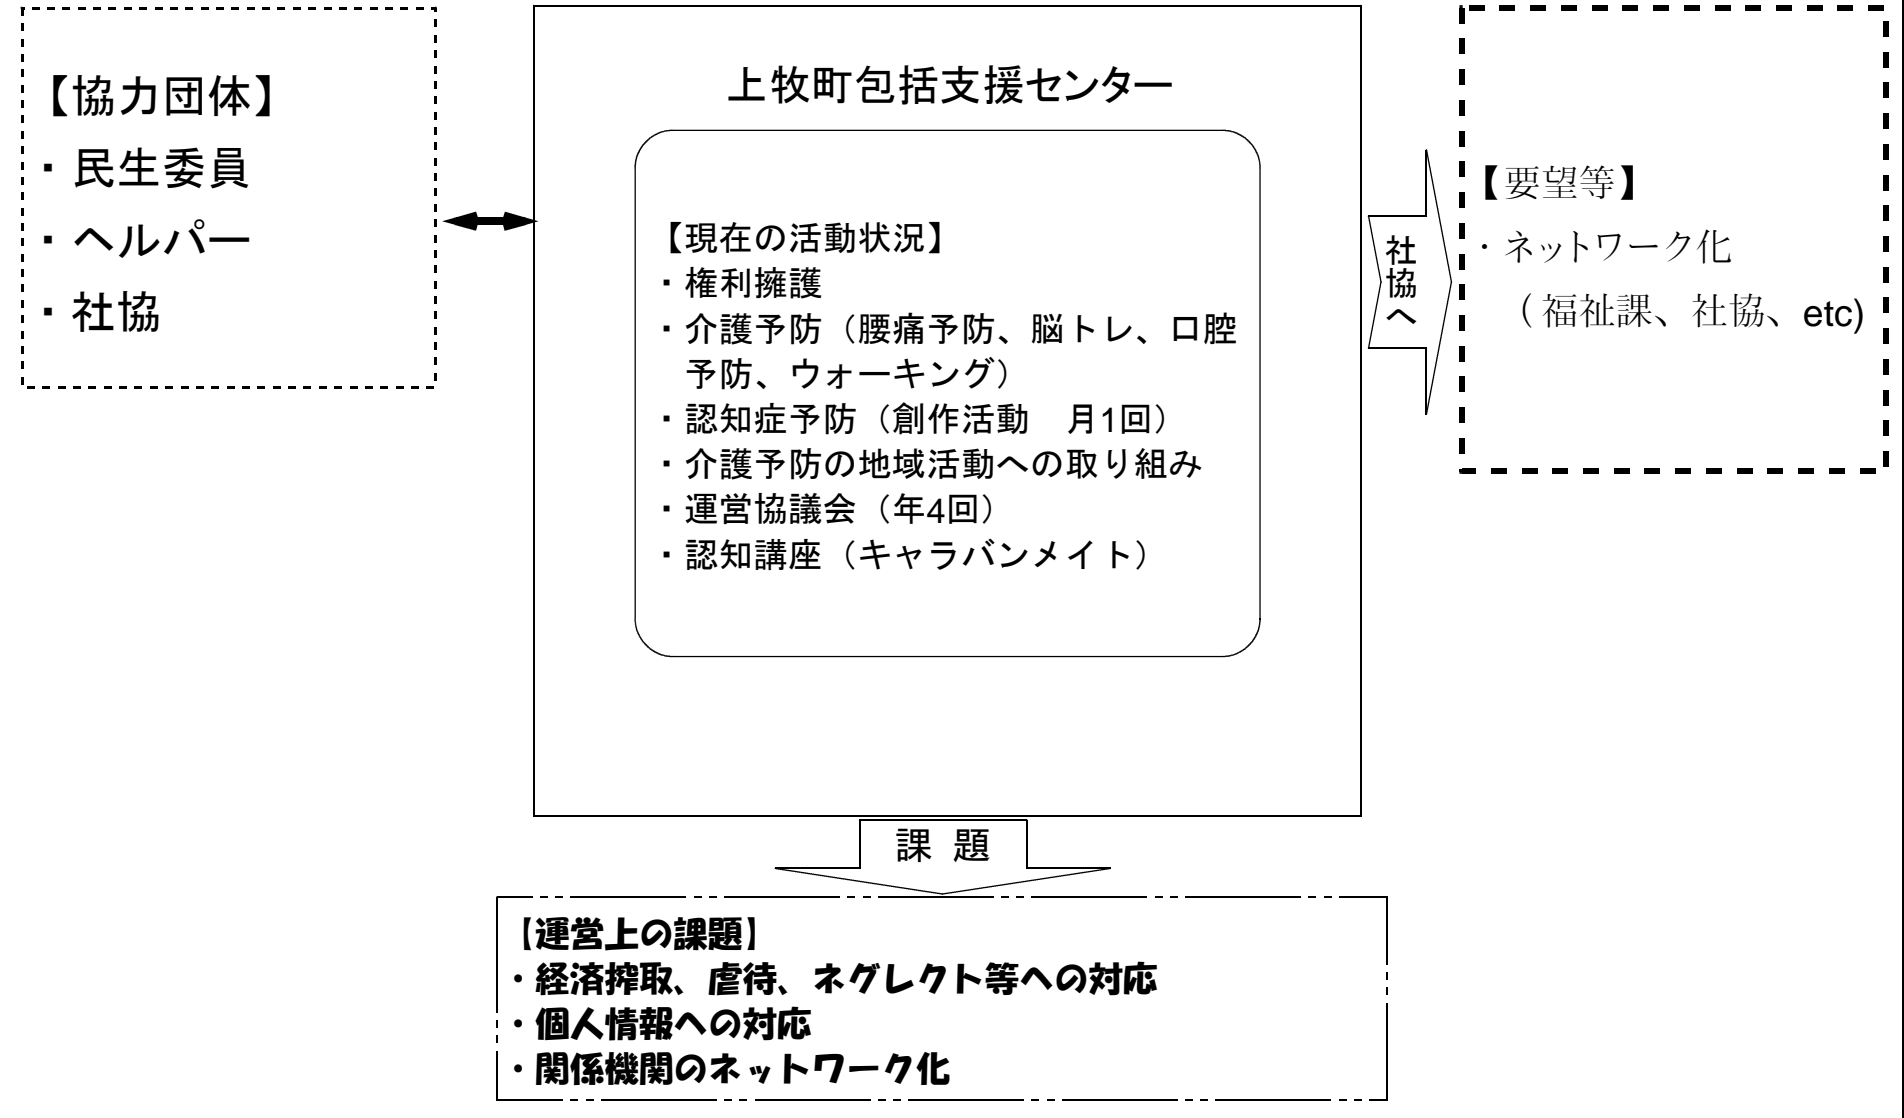 【協力団体】
・民生委員
・ヘルパー
・社協
上牧町包括支援センター
【現在の活動状況】
・権利擁護
・介護予防（腰痛予防、脳トレ、口腔
予防、ウォーキング）
・認知症予防（創作活動　月1回）
・介護予防の地域活動への取り組み
・運営協議会（年4回）
・認知講座（キャラバンメイト）
社協へ
【要望等】
・ネットワーク化
（福祉課、社協、etc)
課 題
【運営上の課題】
・経済搾取、虐待、ネグレクト等への対応
・個人情報への対応
・関係機関のネットワーク化